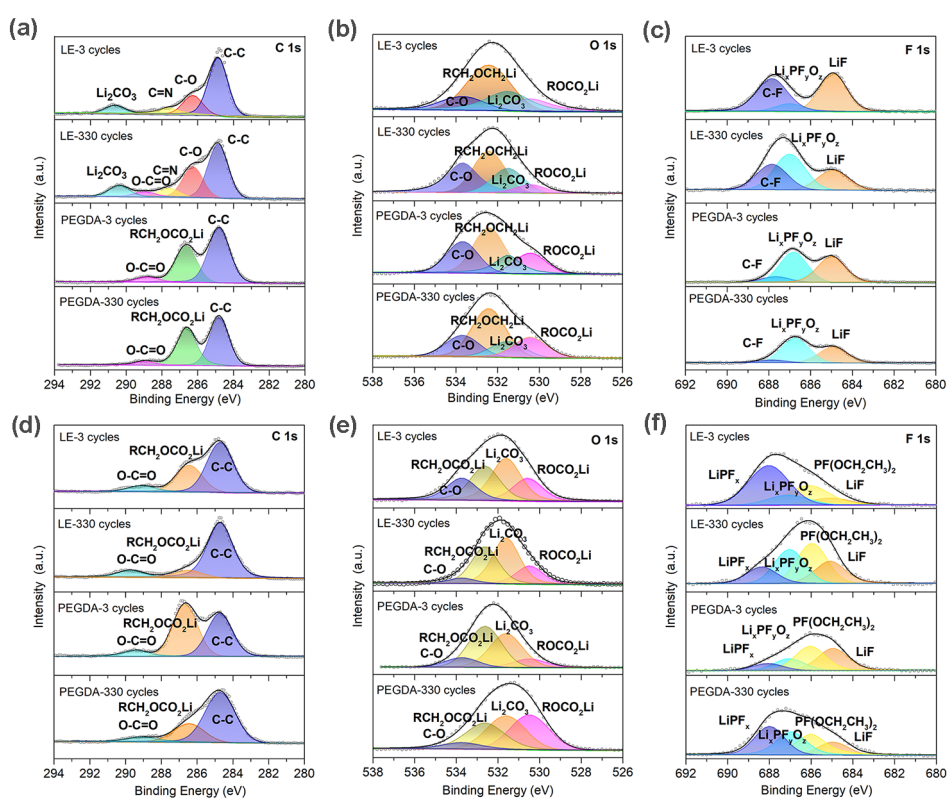 (a)
C 1s
LE-3 cycles
Li2CO3
C=N
C-O
C-C
LE-330 cycles
Li2CO3
O-C=O
C=N
C-O
C-C
PEGDA-3 cycles
RCH2OCO2Li
O-C=O
C-C
PEGDA-330 cycles
RCH2OCO2Li
O-C=O
C-C
Intensity (a.u.)
294 292 290 288 286 284 282 280
Binding Energy (eV)
(b)
O 1s
LE-3 cycles
RCH2OCH2Li
C-O
Li2CO3
ROCO2Li
LE-330 cycles
RCH2OCH2Li
C-O
Li2CO3
ROCO2Li
PEGDA-3 cycles
RCH2OCH2Li
C-O
Li2CO3
ROCO2Li
PEGDA-330 cycles
RCH2OCH2Li
C-O
Li2CO3
ROCO2Li
Intensity (a.u.)
538 536 534 532 530 528 526
Binding Energy (eV)
(c)
F 1s
LE-3 cycles
C-F
LixPFyOz
LiF
LE-330 cycles
C-F
LixPFyOz
LiF
PEGDA-3 cycles
C-F
LixPFyOz
LiF
PEGDA-330 cycles
C-F
LixPFyOz
LiF
Intensity (a.u.)
692 690 688 686 684 682 680
Binding Energy (eV)
(d)
C 1s
LE-3 cycles
RCH2OCO2Li
O-C=O
C-C
LE-330 cycles
RCH2OCO2Li
O-C=O
C-C
PEGDA-3 cycles
RCH2OCO2Li
O-C=O
C-C
PEGDA-330 cycles
RCH2OCO2Li
O-C=O
C-C
Intensity (a.u.)
294 292 290 288 286 284 282 280
Binding Energy (eV)
(e)
O 1s
LE-3 cycles
Li2CO3
RCH2OCO2Li
ROCO2Li
C-O
LE-330 cycles
Li2CO3
RCH2OCO2Li
ROCO2Li
C-O
PEGDA-3 cycles
Li2CO3
RCH2OCO2Li
ROCO2Li
C-O
PEGDA-330 cycles
Li2CO3
RCH2OCO2Li
ROCO2Li
C-O
Intensity (a.u.)
538 536 534 532 530 528 526
Binding Energy (eV)
(f)
F 1s
LE-3 cycles
LiPFx
LixPFyOz
PF(OCH2CH3)2
LiF
LE-330 cycles
LiPFx
LixPFyOz
PF(OCH2CH3)2
LiF
PEGDA-3 cycles
LiPFx
LixPFyOz
PF(OCH2CH3)2
LiF
PEGDA-330 cycles
LiPFx
LixPFyOz
PF(OCH2CH3)2
LiF
Intensity (a.u.)
692 690 688 686 684 682 680
Binding Energy (eV)